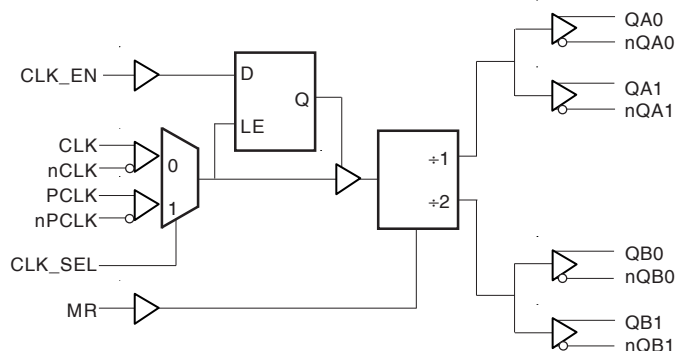 CLK_EN
D
Q
LE
CLK
nCLK
PCLK
nPCLK
0
1
CLK_SEL
MR
÷1
÷2
QA0
nQA0
QA1
nQA1
QB0
nQB0
QB1
nQB1